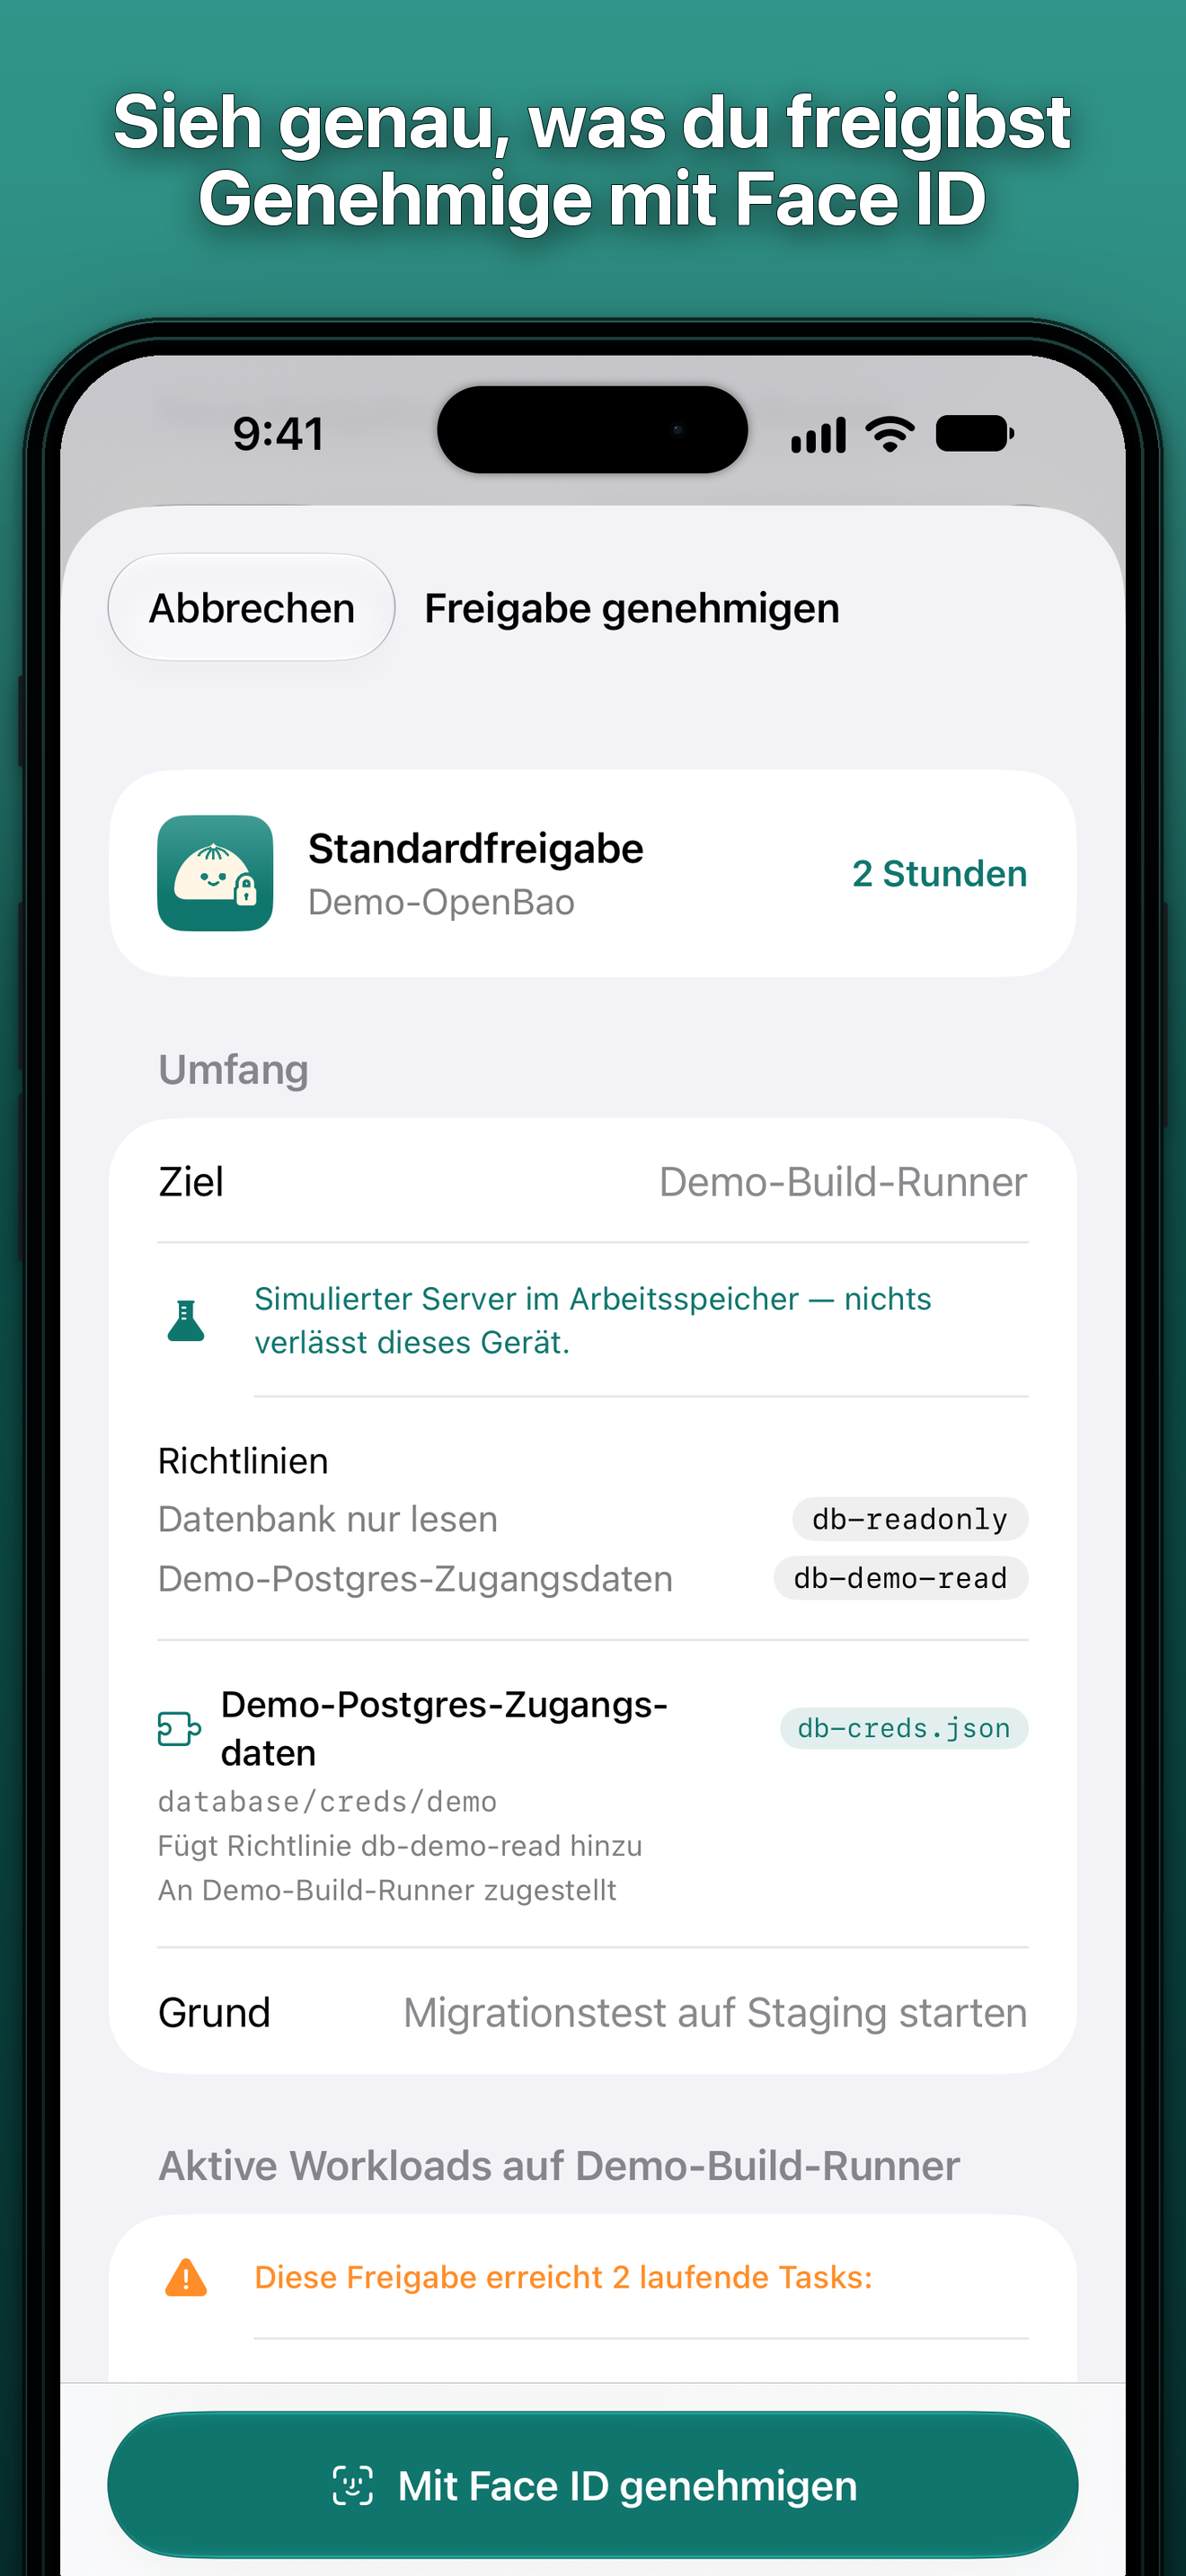 Sieh genau, was du freigibst
Genehmige mit Face ID
9:41
Abbrechen
Freigabe genehmigen
Standardfreigabe
Demo-OpenBao
2 Stunden
Umfang
Ziel
Demo-Build-Runner
Simulierter Server im Arbeitsspeicher — nichts
verlässt dieses Gerät.
Richtlinien
Datenbank nur lesen
db-readonly
Demo-Postgres-Zugangsdaten
db-demo-read
Demo-Postgres-Zugangs-
daten
db-creds.json
database/creds/demo
Fügt Richtlinie db-demo-read hinzu
An Demo-Build-Runner zugestellt
Grund
Migrationstest auf Staging starten
Aktive Workloads auf Demo-Build-Runner
Diese Freigabe erreicht 2 laufende Tasks:
Mit Face ID genehmigen